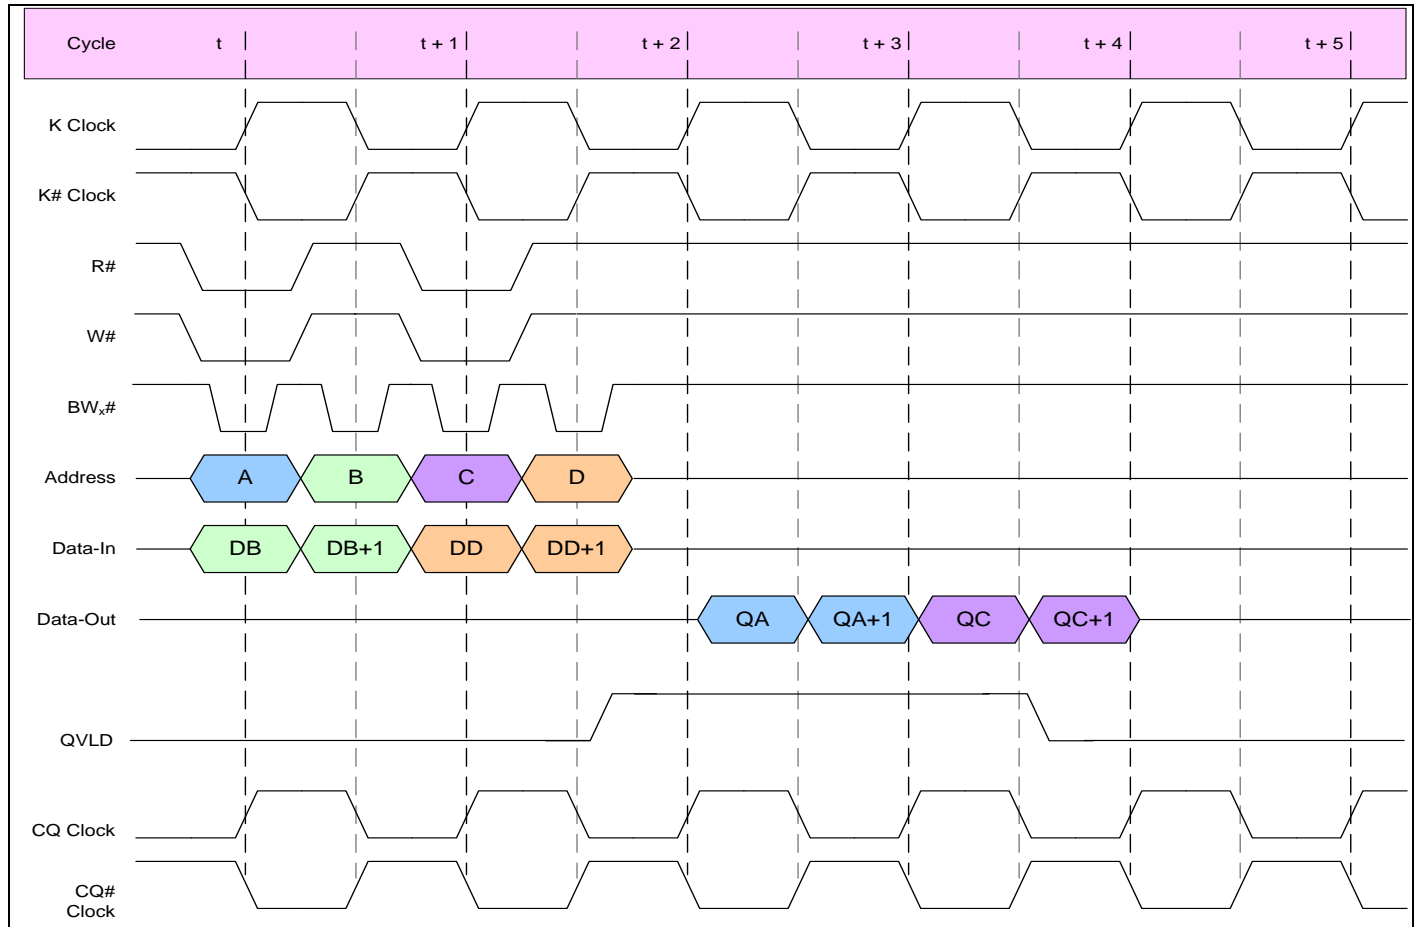 Cycle t t + 1 t + 2 t + 3 t + 4 t + 5
K Clock
K# Clock
R#
W#
BWₓ#
Address A B C D
Data-In DB DB+1 DD DD+1
Data-Out QA QA+1 QC QC+1
QVLD
CQ Clock
CQ#
Clock